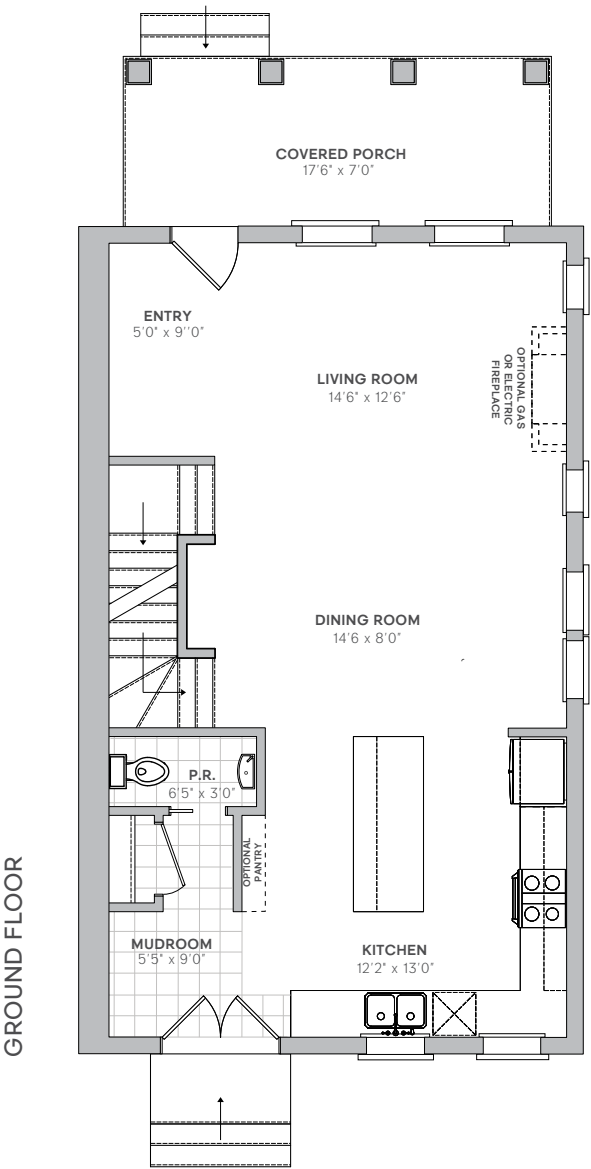 COVERED PORCH
17'6" x 7'0"
ENTRY
5'0" x 9''0"
LIVING ROOM
14'6" x 12'6"
OPTIONAL GAS
OR ELECTRIC
FIREPLACE
DINING ROOM
14'6 x 8'0"
P.R.
6'5" x 3'0"
OPTIONAL
PANTRY
MUDROOM
5'5" x 9'0"
KITCHEN
12'2" x 13'0"
GROUND FLOOR